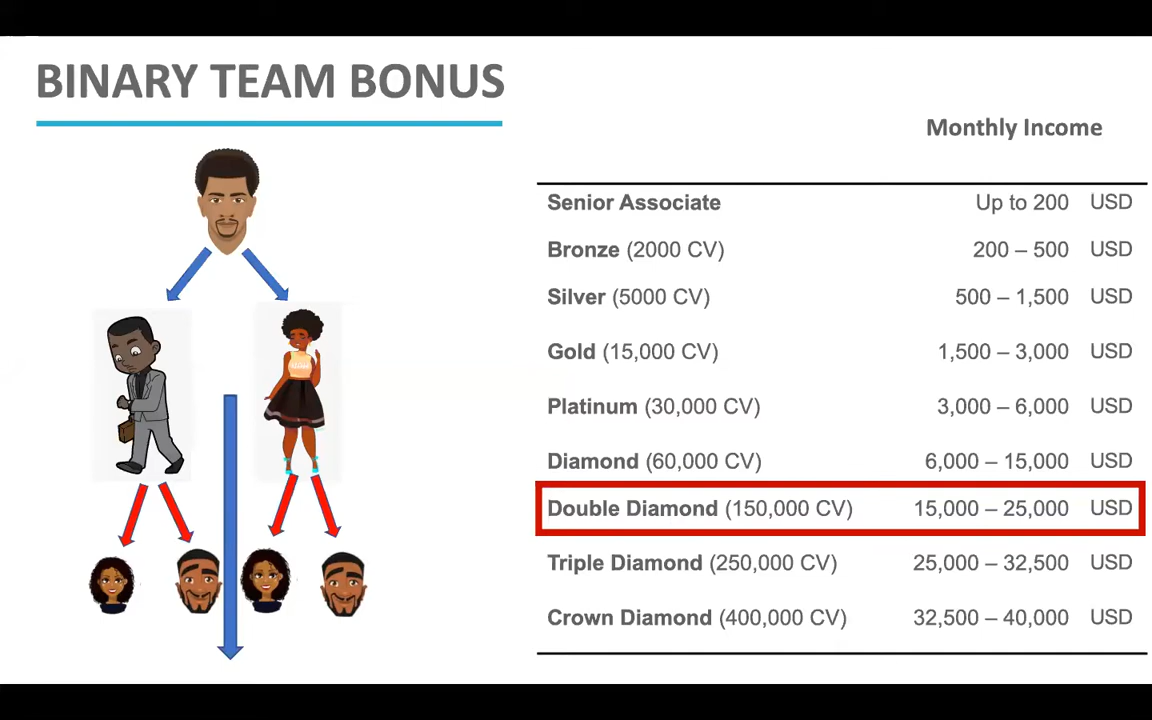 BINARY TEAM BONUS
Monthly Income
Senior Associate Up to 200 USD
Bronze (2000 CV) 200 – 500 USD
Silver (5000 CV) 500 – 1,500 USD
Gold (15,000 CV) 1,500 – 3,000 USD
Platinum (30,000 CV) 3,000 – 6,000 USD
Diamond (60,000 CV) 6,000 – 15,000 USD
Double Diamond (150,000 CV) 15,000 – 25,000 USD
Triple Diamond (250,000 CV) 25,000 – 32,500 USD
Crown Diamond (400,000 CV) 32,500 – 40,000 USD